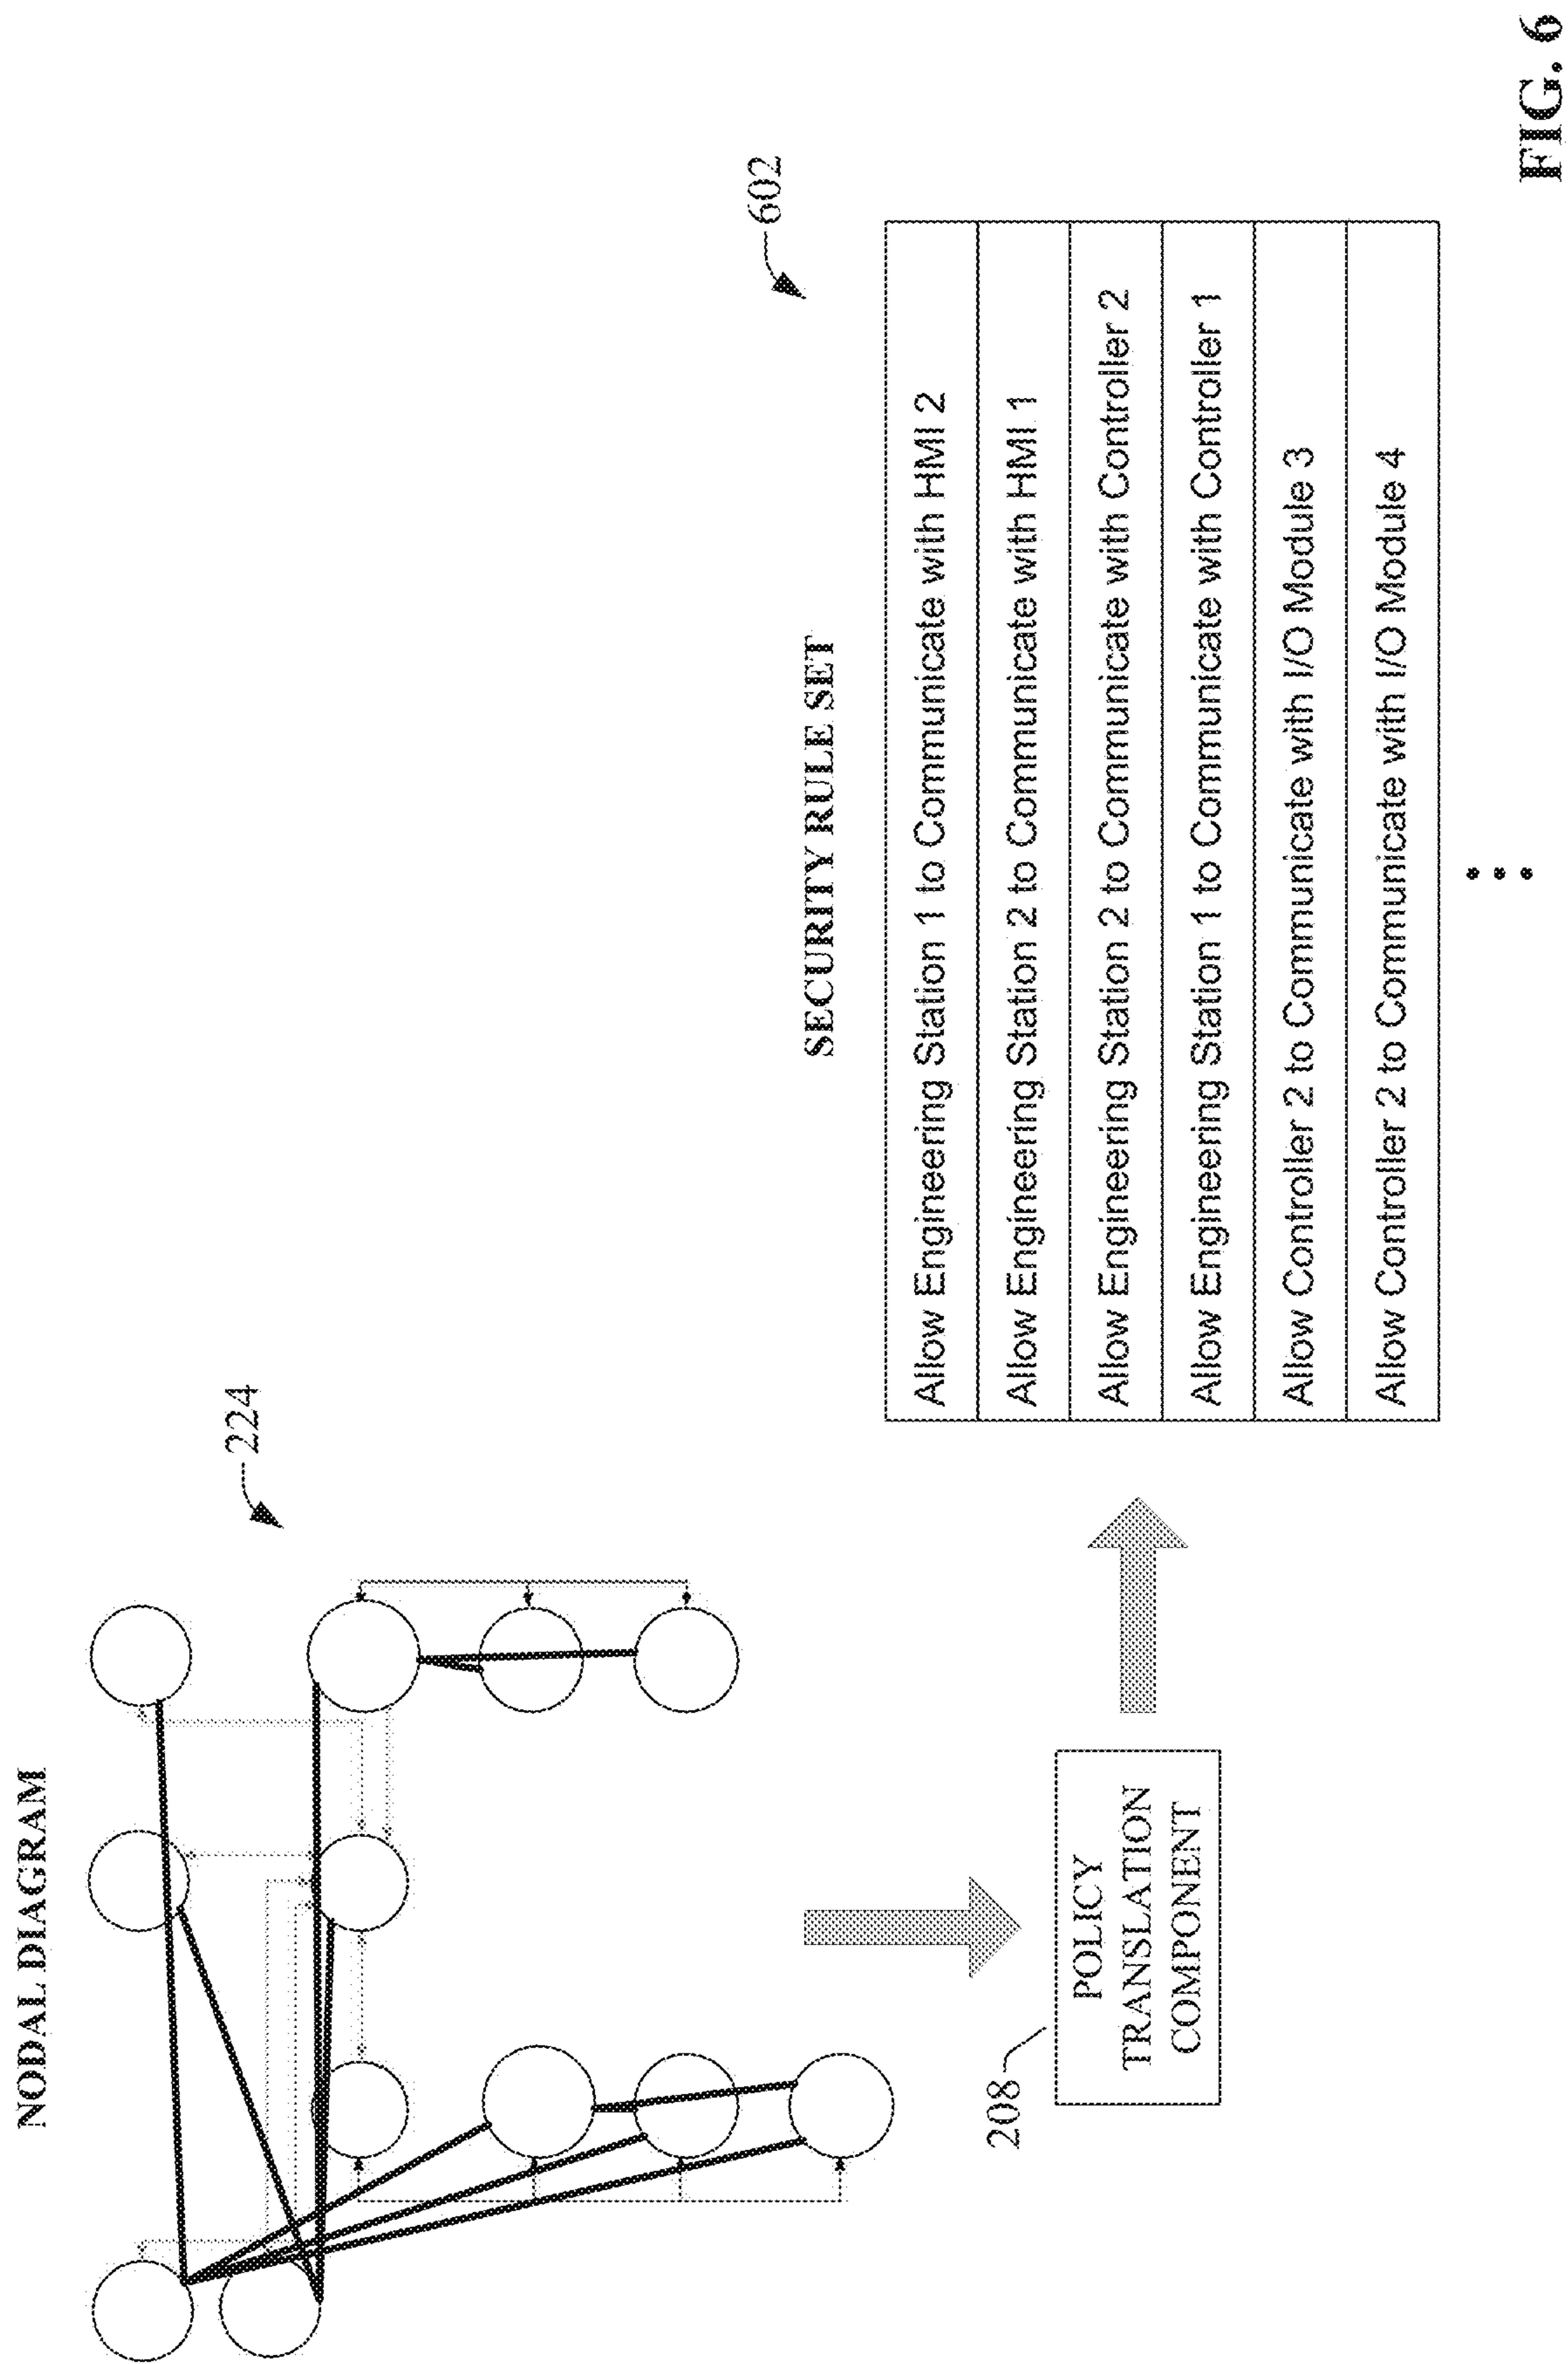 NODAL DIAGRAM
224
208
POLICY
TRANSLATION
COMPONENT
SECURITY RULE SET
602
Allow Engineering Station 1 to Communicate with HMI 2
Allow Engineering Station 2 to Communicate with HMI 1
Allow Engineering Station 2 to Communicate with Controller 2
Allow Engineering Station 1 to Communicate with Controller 1
Allow Controller 2 to Communicate with I/O Module 3
Allow Controller 2 to Communicate with I/O Module 4
FIG. 6